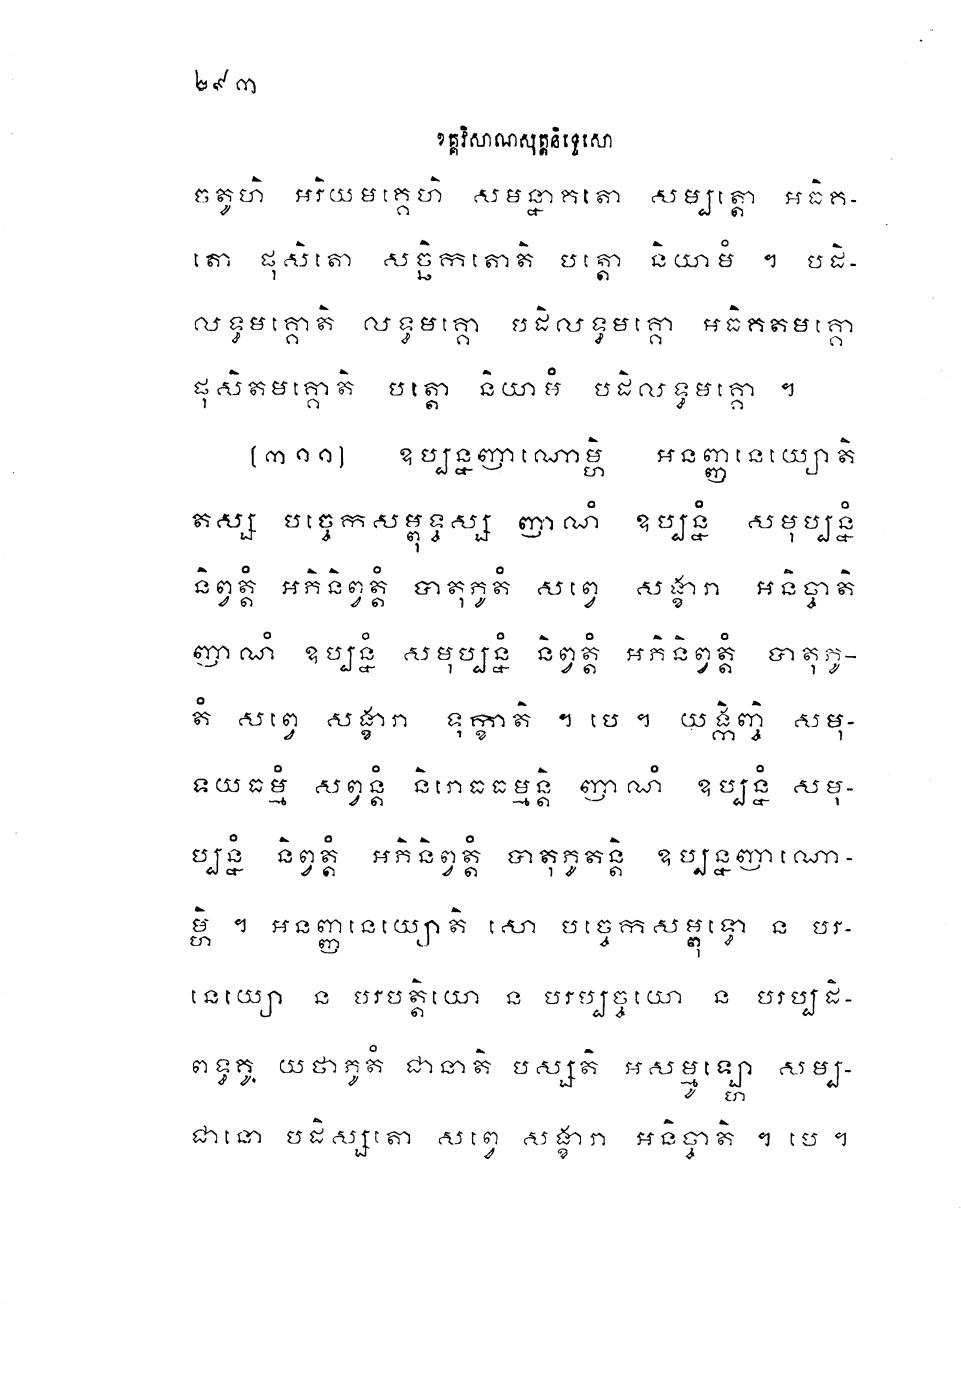 ២៩៣
ខគ្គវិសាណសុត្តនិទ្ទេសោ
ចតូហិ អរិយមគ្គេហិ សមន្នាគតោ សម្បត្តោ អធិគ-
តោ ផុសិតោ សច្ឆិកតោតិ បត្តោ និយាមំ ។ បដិ-
លទ្ធមគ្គោតិ លទ្ធមគ្គោ បដិលទ្ធមគ្គោ អធិគតមគ្គោ
ផុសិតមគ្គោតិ បត្តោ និយាមំ បដិលទ្ធមគ្គោ ។
(៣១១) ឧប្បន្នញាណោម្ហិ អនញ្ញនេយ្យោតិ
តស្ស បច្ចេកសម្ពុទ្ធស្ស ញាណំ ឧប្បន្នំ សមុប្បន្នំ
និព្វត្តំ អភិនិព្វត្តំ បាតុភូតំ សព្វេ សង្ខារា អនិច្ចាតិ
ញាណំ ឧប្បន្នំ សមុប្បន្នំ និព្វត្តំ អភិនិព្វត្តំ បាតុភូ-
តំ សព្វេ សង្ខារា ទុក្ខាតិ ។ បេ ។ យង្កិញ្ចិ សមុ-
ទយធម្មំ សព្វន្តំ និរោធធម្មន្តិ ញាណំ ឧប្បន្នំ សមុ-
ប្បន្នំ និព្វត្តំ អភិនិព្វត្តំ បាតុភូតន្តិ ឧប្បន្នញាណោ-
ម្ហិ ។ អនញ្ញនេយ្យោតិ សោ បច្ចេកសម្ពុទ្ធោ ន បរ-
នេយ្យោ ន បរបត្តិយោ ន បរប្បច្ចយោ ន បរប្បដិ-
ពទ្ធគូ យថាភូតំ ជានាតិ បស្សតិ អសម្មូឡ្ហោ សម្ប-
ជានោ បដិស្សតោ សព្វេ សង្ខារា អនិច្ចាតិ ។ បេ ។